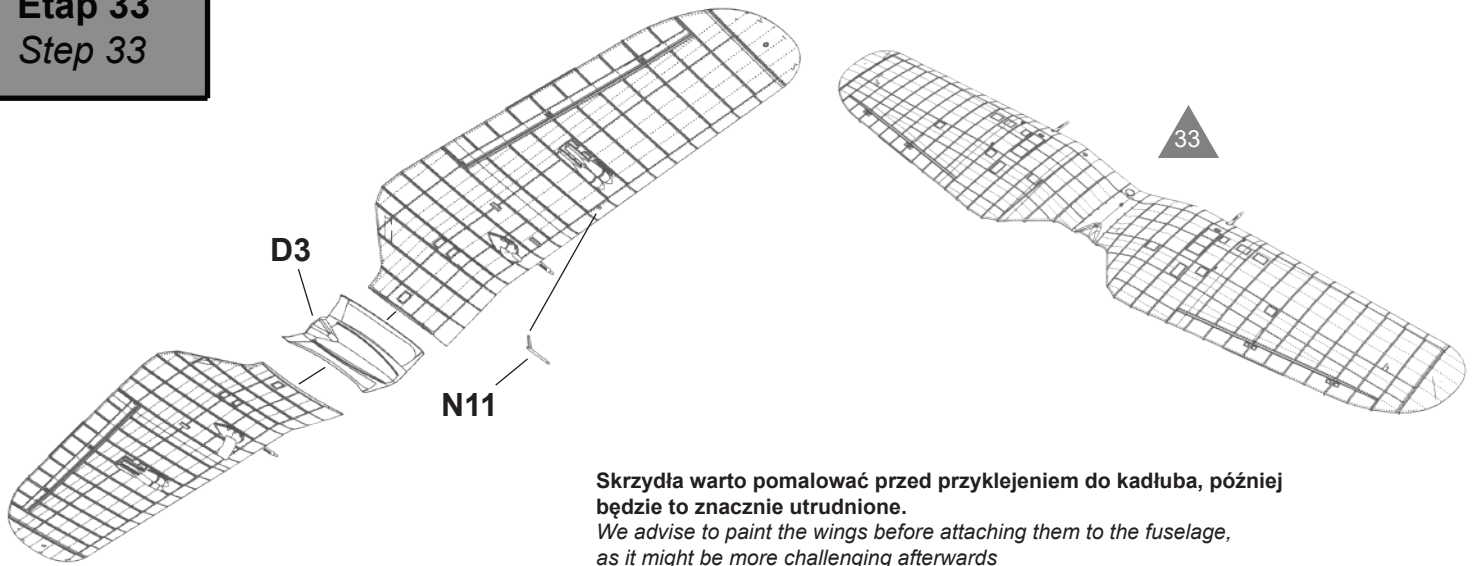 Etap 33
Step 33
33
D3
N11
Skrzydła warto pomalować przed przyklejeniem do kadłuba, później
będzie to znacznie utrudnione.
We advise to paint the wings before attaching them to the fuselage,
as it might be more challenging afterwards